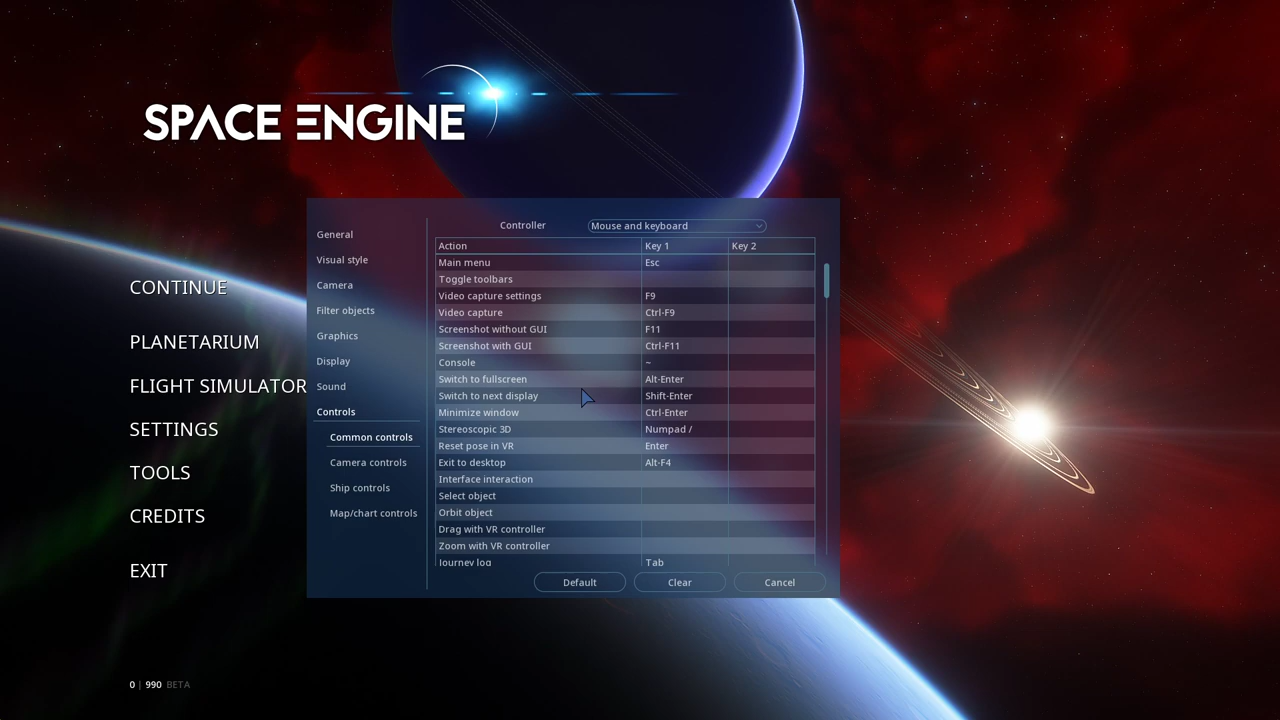 SPACE ENGINE
CONTINUE
PLANETARIUM
FLIGHT SIMULATOR
SETTINGS
TOOLS
CREDITS
EXIT
0 | 990 BETA
General
Visual style
Camera
Filter objects
Graphics
Display
Sound
Controls
Common controls
Camera controls
Ship controls
Map/chart controls
Controller Mouse and keyboard
Action Key 1 Key 2
Main menu Esc
Toggle toolbars
Video capture settings F9
Video capture Ctrl-F9
Screenshot without GUI F11
Screenshot with GUI Ctrl-F11
Console ~
Switch to fullscreen Alt-Enter
Switch to next display Shift-Enter
Minimize window Ctrl-Enter
Stereoscopic 3D Numpad /
Reset pose in VR Enter
Exit to desktop Alt-F4
Interface interaction
Select object
Orbit object
Drag with VR controller
Zoom with VR controller
Journey log Tab
Default Clear Cancel